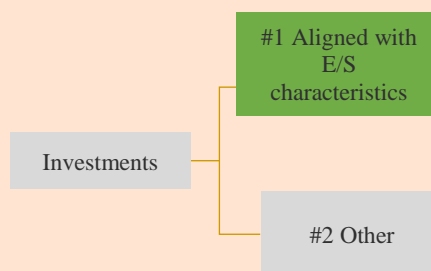 #1 Aligned with
E/S
characteristics
Investments
#2 Other